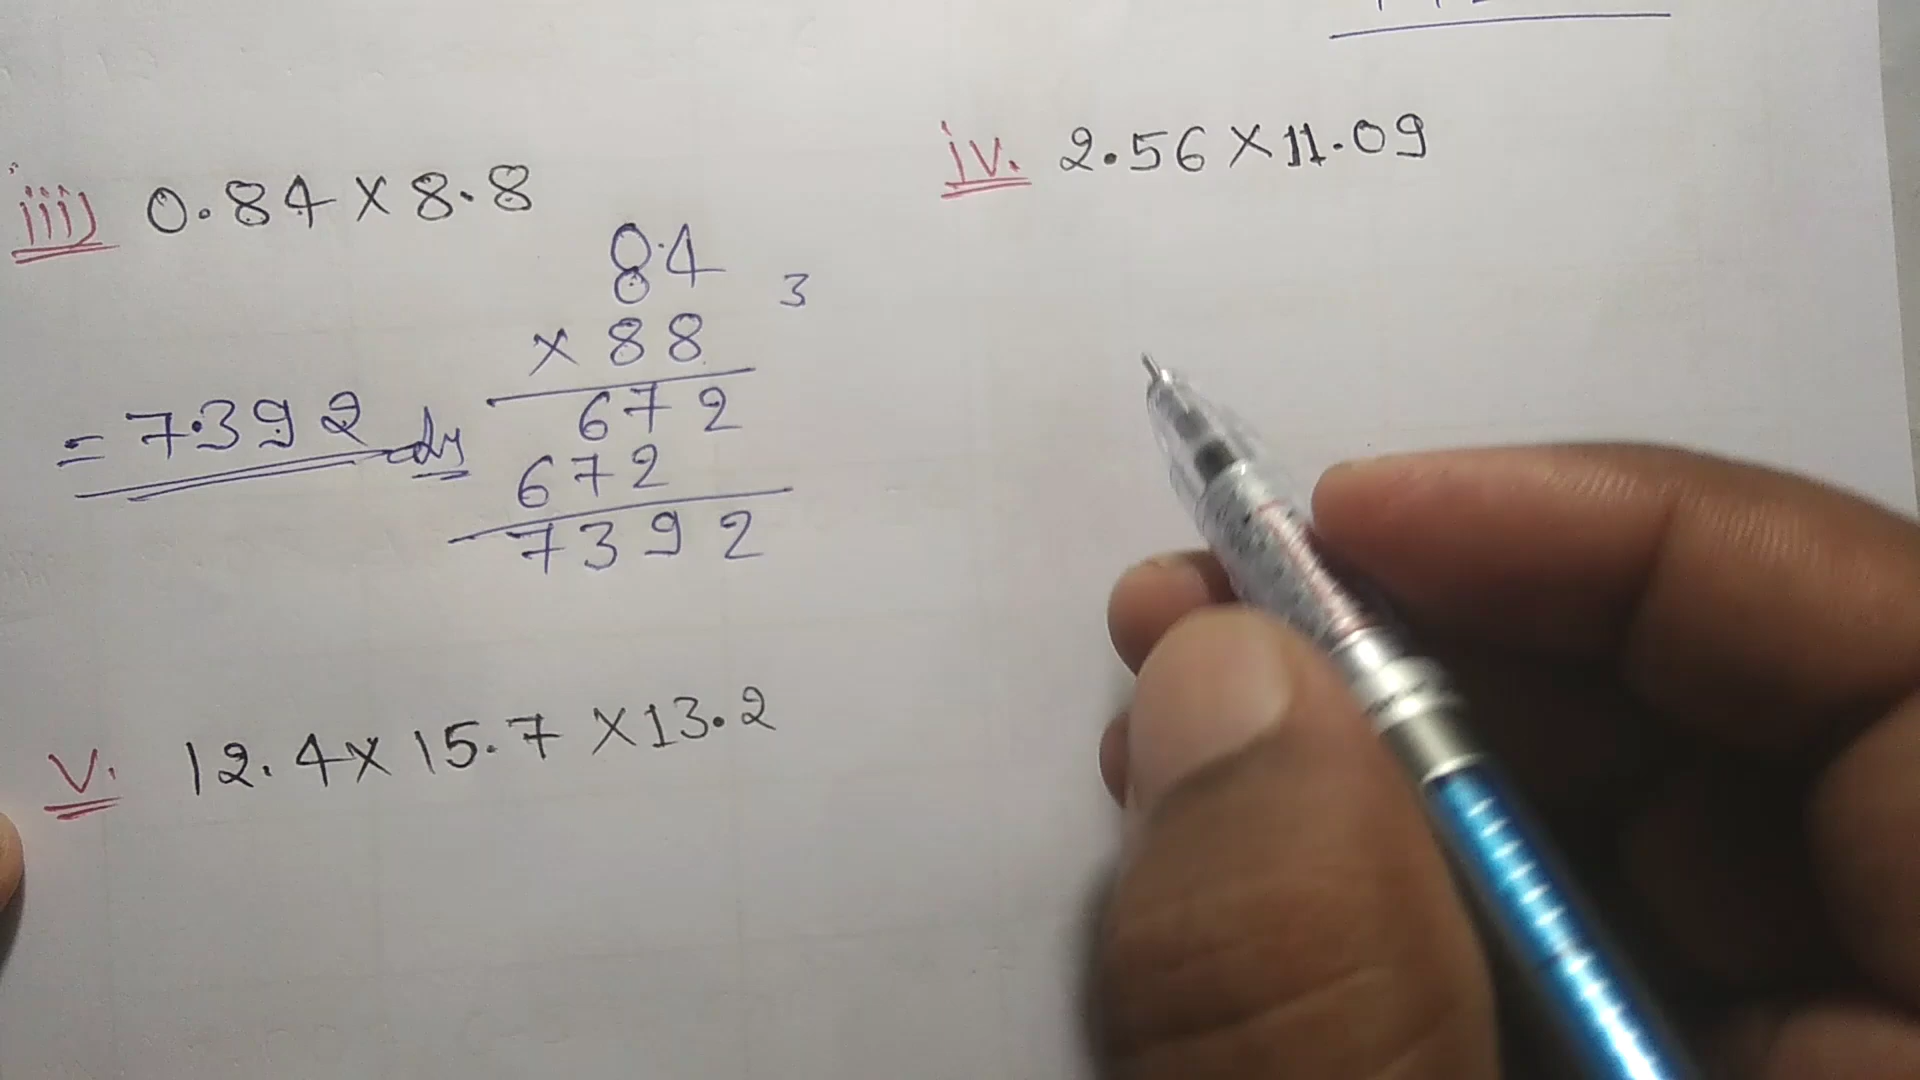 iii) 0.84 × 8.8
84
3
× 88
672
672
7392
= 7.392
iv. 2.56 × 11.09
v. 12.4 × 15.7 × 13.2